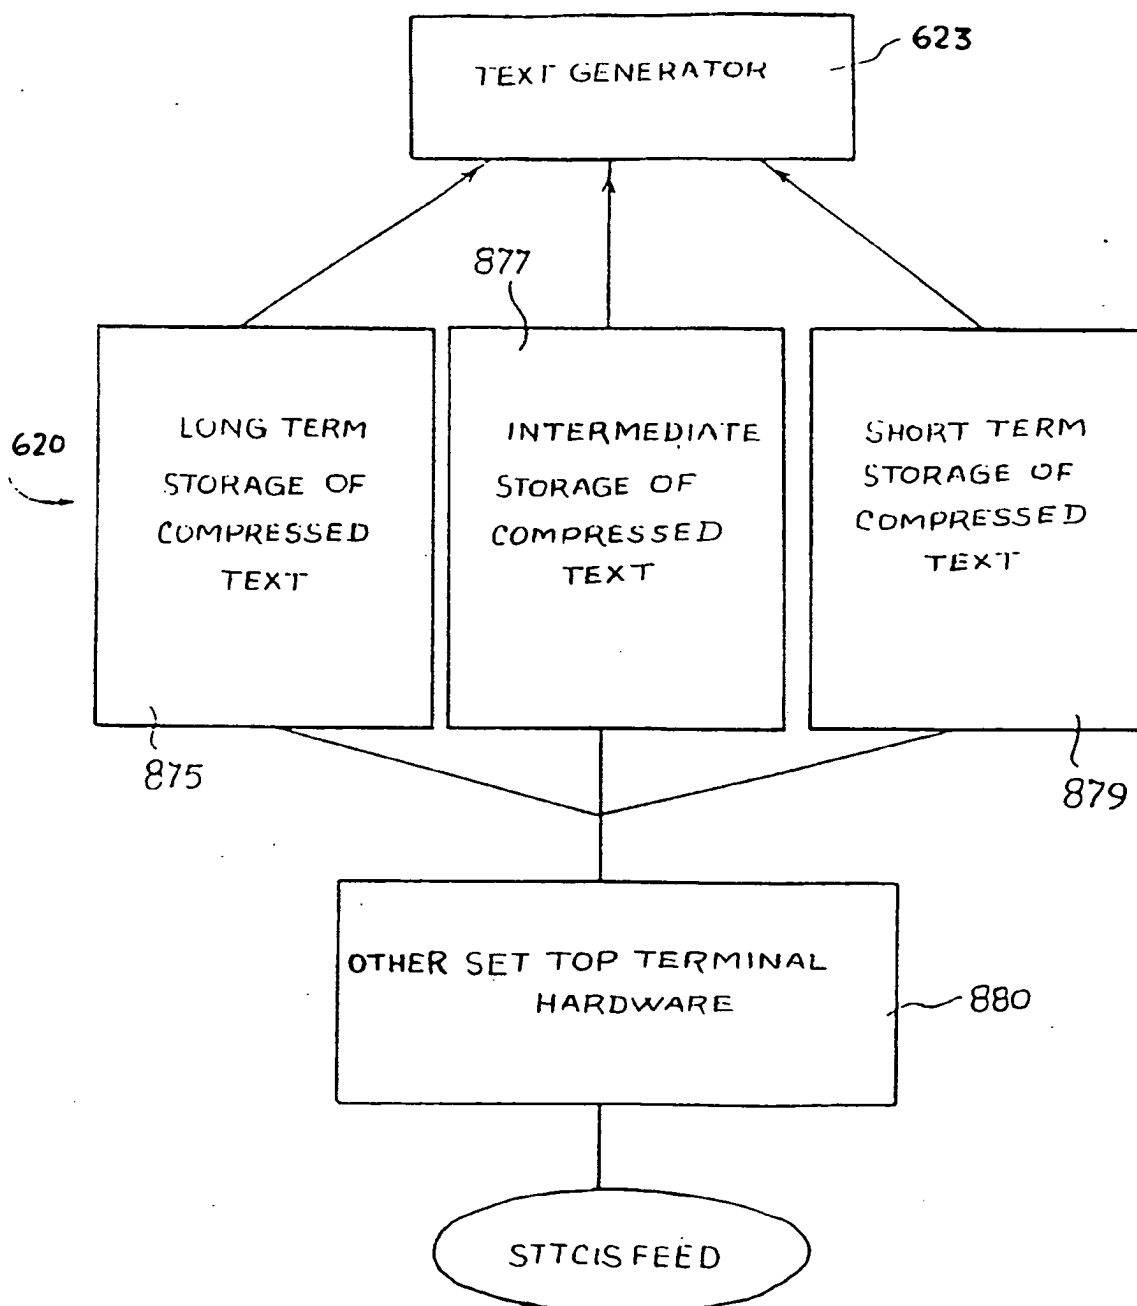 623
TEXT GENERATOR
877
620
LONG TERM
STORAGE OF
COMPRESSED
TEXT
INTERMEDIATE
STORAGE OF
COMPRESSED
TEXT
SHORT TERM
STORAGE OF
COMPRESSED
TEXT
875
879
OTHER SET TOP TERMINAL
HARDWARE
880
STTCIS FEED